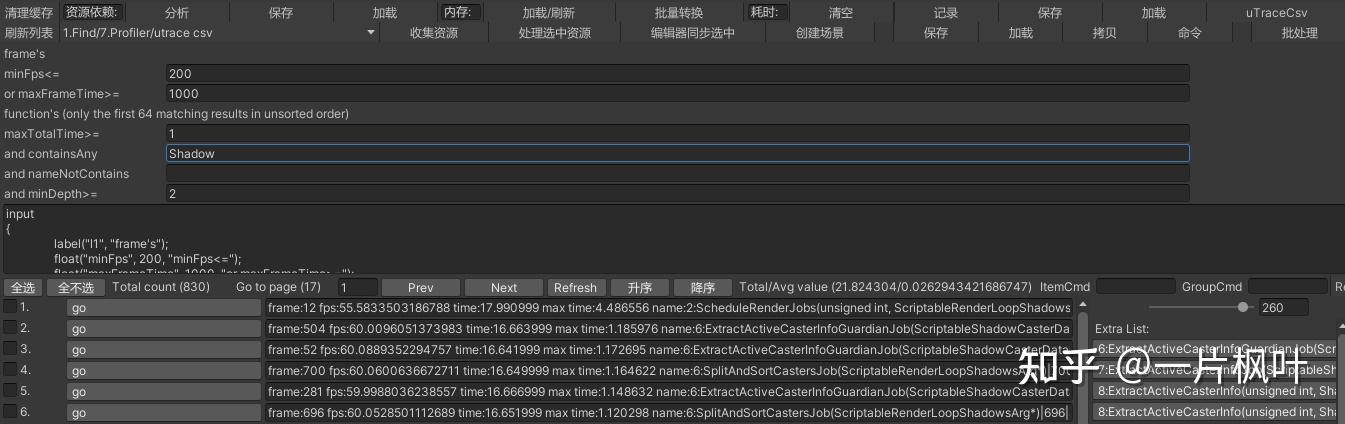 清理缓存 资源依赖: 分析 保存 加载 内存: 加载/刷新 批量转换 耗时: 清空 记录 保存 加载 uTraceCsv
刷新列表 1.Find/7.Profiler/utrace csv 收集资源 处理选中资源 编辑器同步选中 创建场景 保存 加载 拷贝 命令 批处理
frame's
minFps<= 200
or maxFrameTime>= 1000
function's (only the first 64 matching results in unsorted order)
maxTotalTime>= 1
and containsAny Shadow
and nameNotContains
and minDepth>= 2
input
{
label("l1", "frame's");
float("minFps", 200, "minFps<=");
float("maxFrameTime", 1000, "or maxFrameTime>=");
全选 全不选 Total count (830) Go to page (17) 1 Prev Next Refresh 升序 降序 Total/Avg value (21.824304/0.0262943421686747) ItemCmd GroupCmd Re
1. go frame:12 fps:55.5833503186788 time:17.990999 max time:4.486556 name:2:ScheduleRenderJobs(unsigned int, ScriptableRenderLoopShadows 260
2. go frame:504 fps:60.0096051373983 time:16.663999 max time:1.185976 name:6:ExtractActiveCasterInfoGuardianJob(ScriptableShadowCasterDa Extra List:
3. go frame:52 fps:60.0889352294757 time:16.641999 max time:1.172695 name:6:ExtractActiveCasterInfoGuardianJob(ScriptableShadowCasterData 6:ExtractActiveCasterInfoGuardianJob(Scr
4. go frame:700 fps:60.0600636672711 time:16.649999 max time:1.164622 name:6:SplitAndSortCastersJob(ScriptableRenderLoopShadowsA
5. go frame:281 fps:59.9988036238557 time:16.666999 max time:1.148632 name:6:ExtractActiveCasterInfoGuardianJob(ScriptableShadowCasterDat 8:ExtractActiveCasterInfo(unsigned int, Sha
6. go frame:696 fps:60.0528501112689 time:16.651999 max time:1.120298 name:6:SplitAndSortCastersJob(ScriptableRenderLoopShadowsArg*)|696| 8:ExtractActiveCasterInfo(unsigned int, Sha
知乎 @一片枫叶